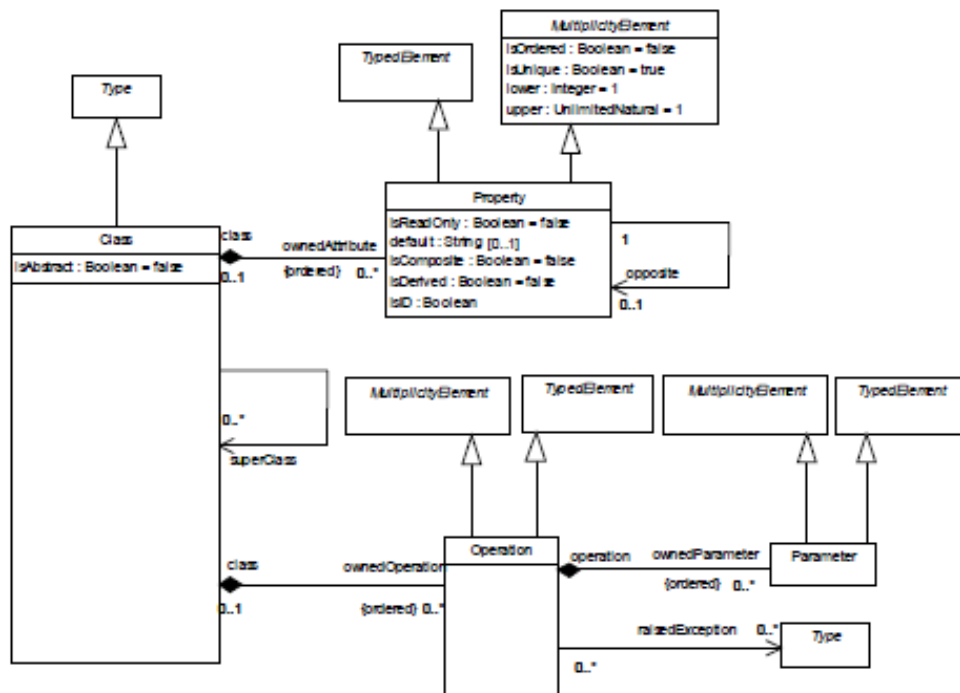 MultiplicityElement
isOrdered : Boolean = false
isUnique : Boolean = true
lower : Integer = 1
upper : UnlimitedNatural = 1
TypedElement
Type
Property
isReadOnly : Boolean = false
default : String [0..1]
isComposite : Boolean = false
isDerived : Boolean = false
isID : Boolean
1
opposite
0..1
Class
isAbstract : Boolean = false
class
0..1
ownedAttribute
{ordered} 0..*
0..*
superClass
MultiplicityElement
TypedElement
MultiplicityElement
TypedElement
class
0..1
ownedOperation
{ordered} 0..*
Operation
operation
ownedParameter
{ordered} 0..*
Parameter
raisedException 0..*
0..*
Type